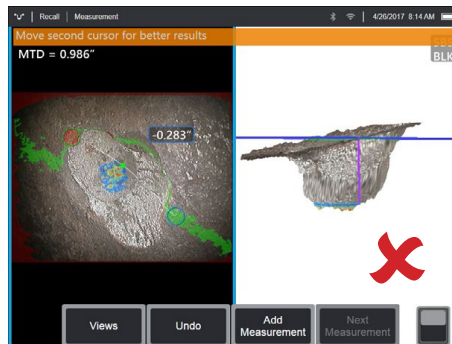 Recall Measurement 4/26/2017 8:14 AM
Move second cursor for better results
MTD = 0.986"
BLK
-0.283"
Views
Undo
Add
Measurement
Next
Measurement